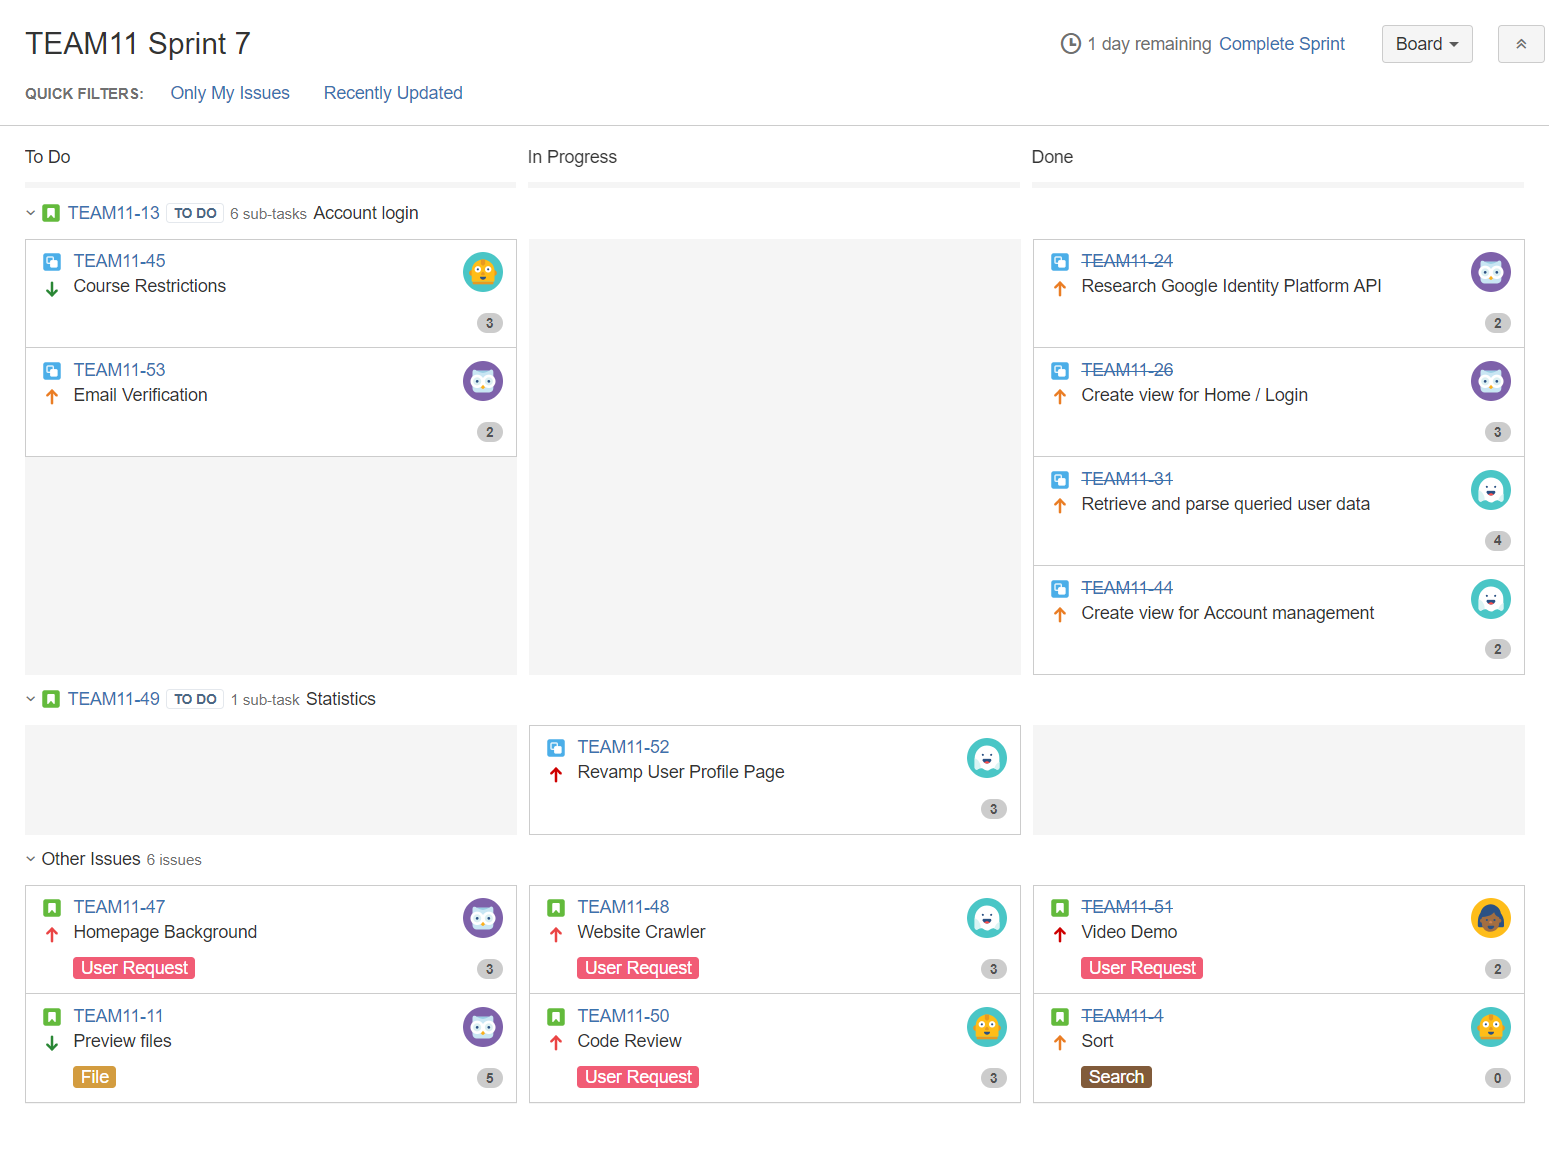 TEAM11 Sprint 7
1 day remaining Complete Sprint Board
QUICK FILTERS: Only My Issues Recently Updated
To Do In Progress Done
TEAM11-13 TO DO 6 sub-tasks Account login
TEAM11-45
Course Restrictions
3
TEAM11-53
Email Verification
2
TEAM11-24
Research Google Identity Platform API
2
TEAM11-26
Create view for Home / Login
3
TEAM11-31
Retrieve and parse queried user data
4
TEAM11-44
Create view for Account management
2
TEAM11-49 TO DO 1 sub-task Statistics
TEAM11-52
Revamp User Profile Page
3
Other Issues 6 issues
TEAM11-47
Homepage Background
User Request 3
TEAM11-11
Preview files
File 5
TEAM11-48
Website Crawler
User Request 3
TEAM11-50
Code Review
User Request 3
TEAM11-51
Video Demo
User Request 2
TEAM11-4
Sort
Search 0